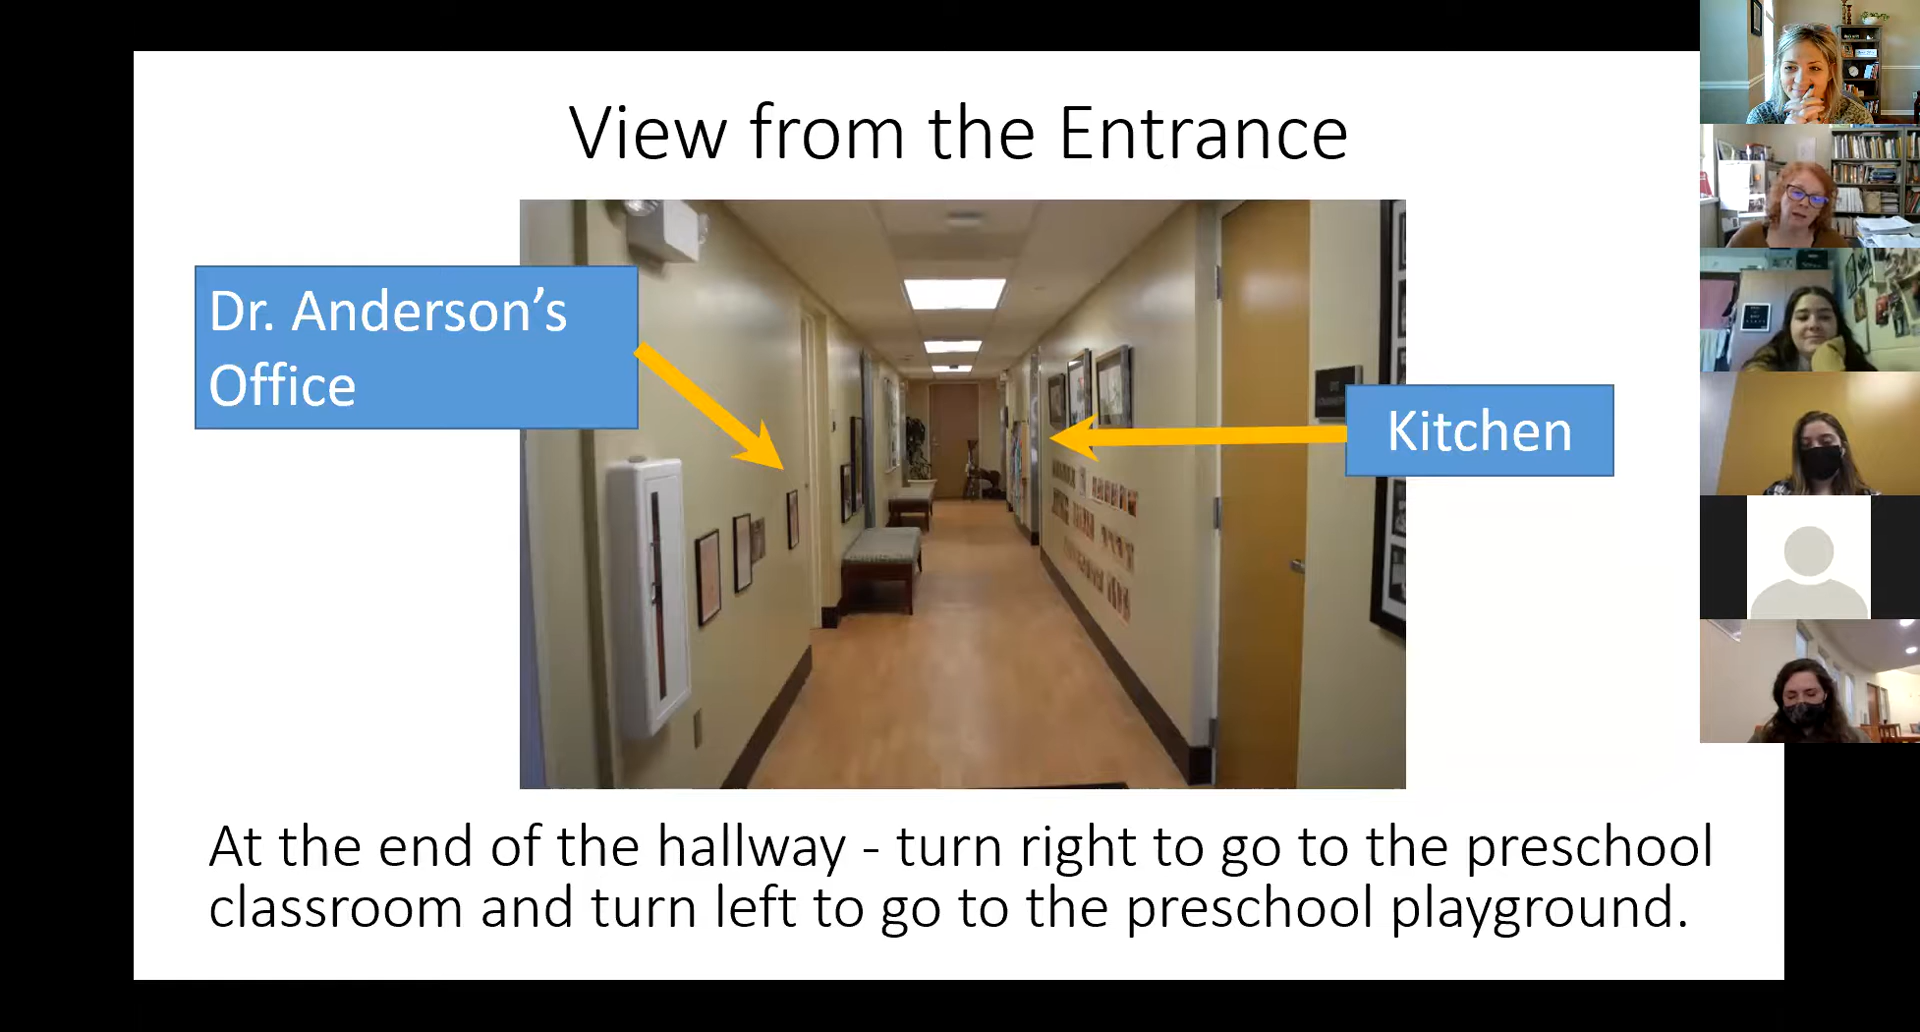 View from the Entrance
Dr. Anderson’s
Office
Kitchen
At the end of the hallway - turn right to go to the preschool
classroom and turn left to go to the preschool playground.